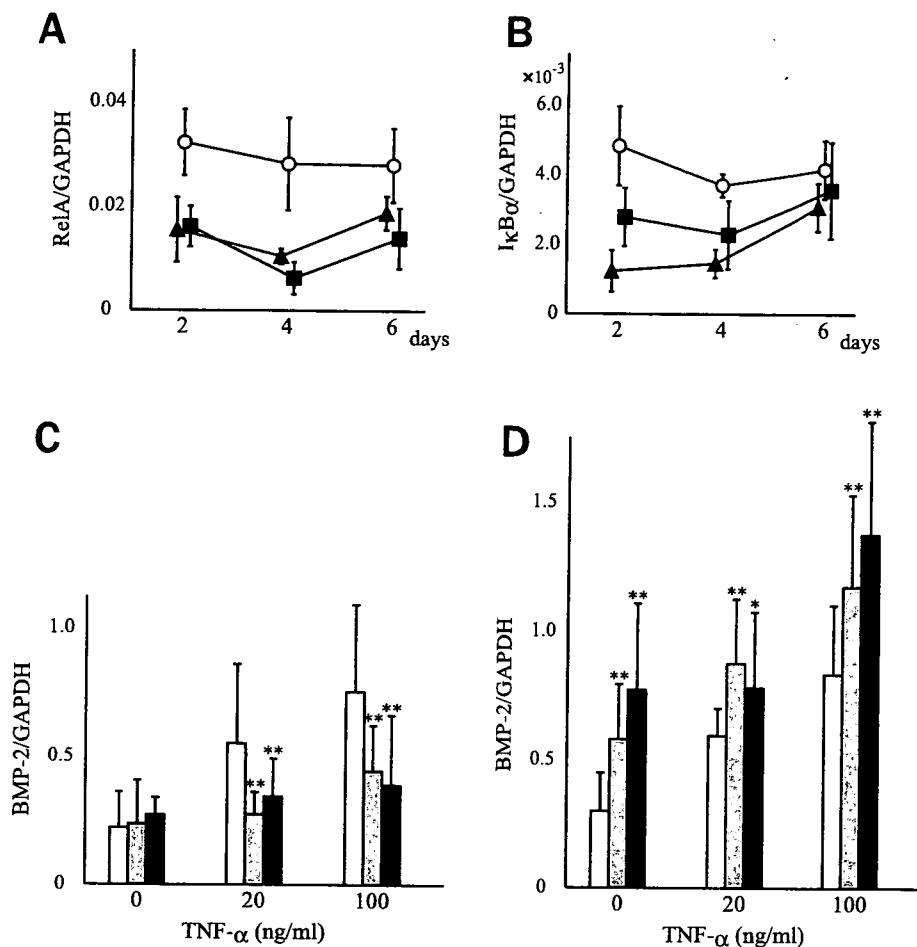 A
RelA/GAPDH
0.04
0.02
0
2 4 6
days
B
×10⁻³
IκBα/GAPDH
6.0
4.0
2.0
0
2 4 6
days
C
BMP-2/GAPDH
1.0
0.5
0
** ** ** **
0 20 100
TNF-α (ng/ml)
D
BMP-2/GAPDH
1.5
1.0
0.5
0
** ** ** * ** **
0 20 100
TNF-α (ng/ml)